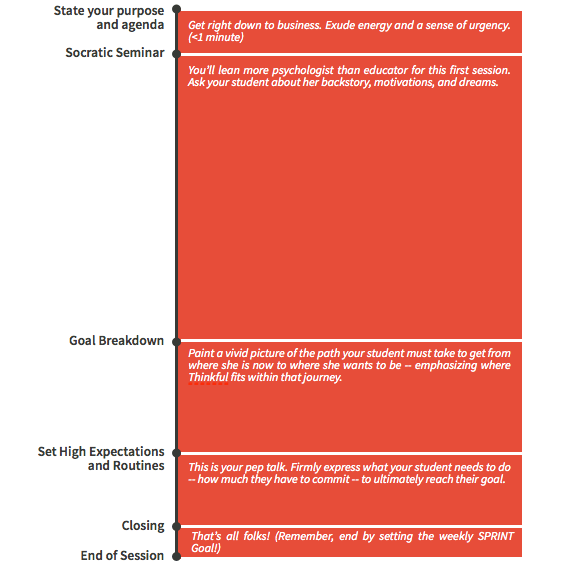 State your purpose
and agenda
Get right down to business. Exude energy and a sense of urgency.
(<1 minute)
Socratic Seminar
You'll lean more psychologist than educator for this first session.
Ask your student about her backstory, motivations, and dreams.
Goal Breakdown
Paint a vivid picture of the path your student must take to get from
where she is now to where she wants to be -- emphasizing where
Thinkful fits within that journey.
Set High Expectations
and Routines
This is your pep talk. Firmly express what your student needs to do
-- how much they have to commit -- to ultimately reach their goal.
Closing
That's all folks! (Remember, end by setting the weekly SPRINT
Goal!)
End of Session